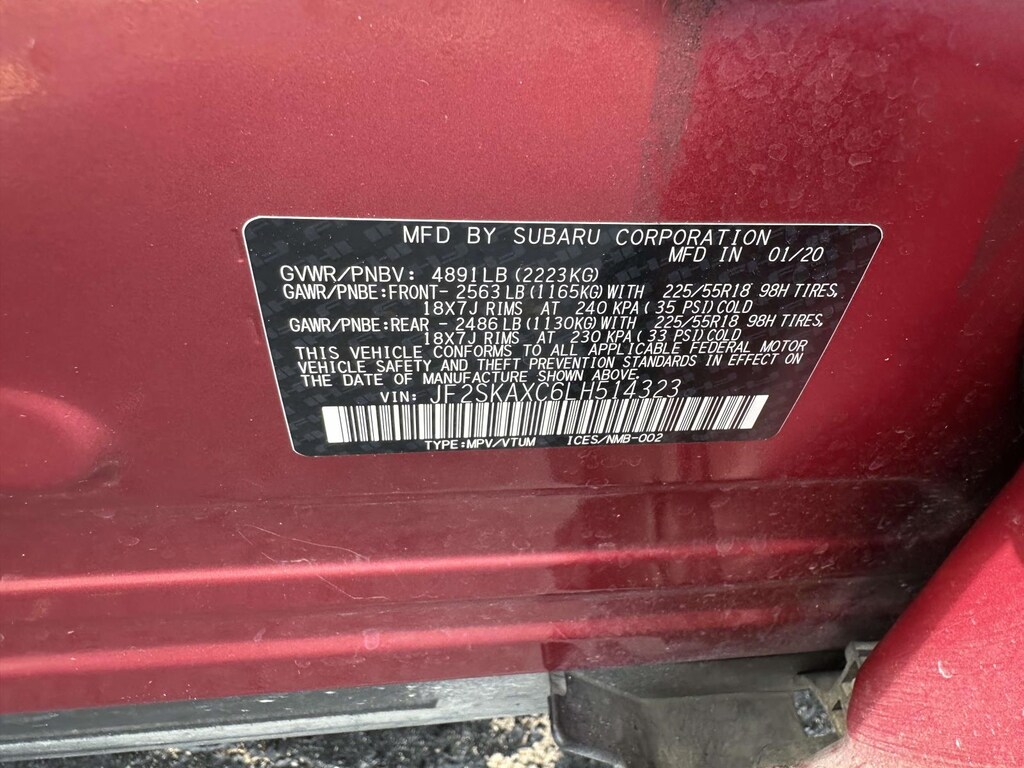 MFD BY SUBARU CORPORATION
MFD IN 01/20
GVWR/PNBV: 4891LB(2223KG)
GAWR/PNBE:FRONT- 2563LB(1165KG)WITH 225/55R18 98H TIRES,
18X7J RIMS AT 240 KPA( 35 PSI)COLD
GAWR/PNBE:REAR - 2486LB(1130KG)WITH 225/55R18 98H TIRES,
18X7J RIMS AT 230 KPA( 33 PSI)COLD
THIS VEHICLE CONFORMS TO ALL APPLICABLE FEDERAL MOTOR
VEHICLE SAFETY AND THEFT PREVENTION STANDARDS IN EFFECT ON
THE DATE OF MANUFACTURE SHOWN ABOVE.
VIN: JF2SKAXC6LH514323
TYPE:MPV/VTUM ICES/NMB-002